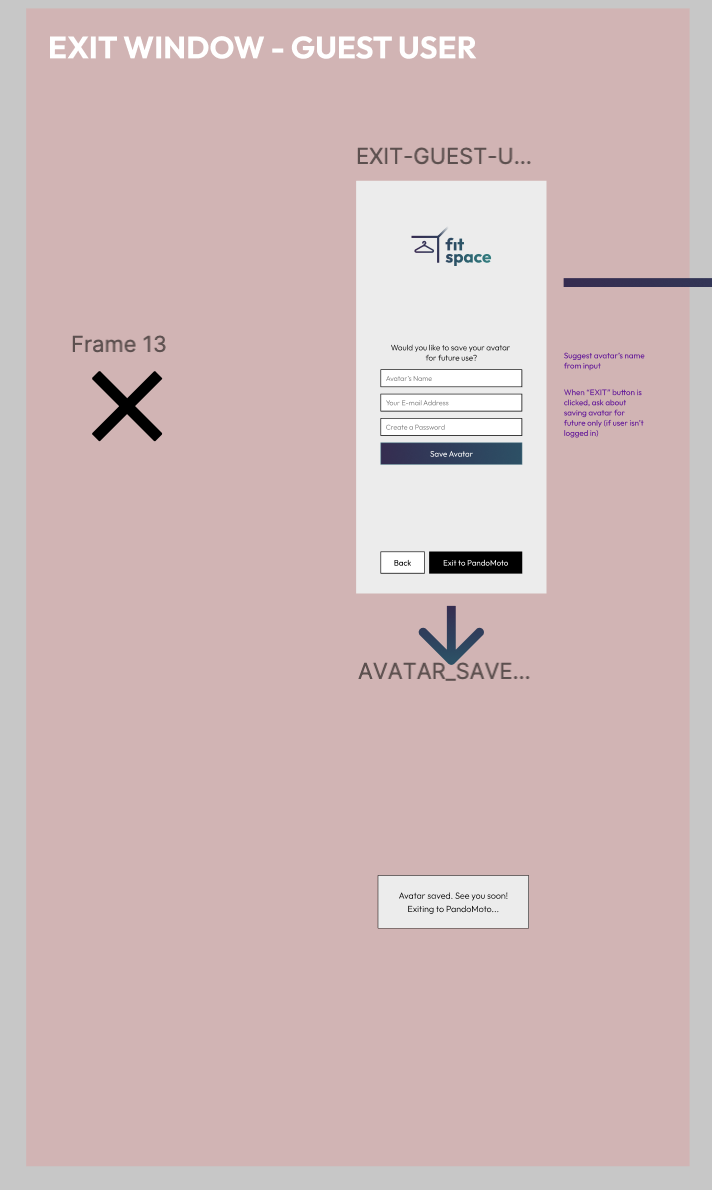 EXIT WINDOW - GUEST USER
EXIT-GUEST-U...
fit
space
Frame 13
Would you like to save your avatar
for future use?
Avatar's Name
Your E-mail Address
Create a Password
Save Avatar
Back
Exit to PandoMoto
Suggest avatar's name
from input
When "EXIT" button is
clicked, ask about
saving avatar for
future only (if user isn't
logged in)
AVATAR_SAVE...
Avatar saved. See you soon!
Exiting to PandoMoto...